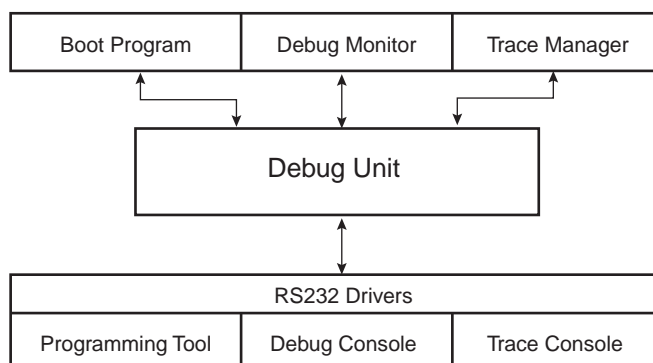 Boot Program Debug Monitor Trace Manager
Debug Unit
RS232 Drivers
Programming Tool Debug Console Trace Console